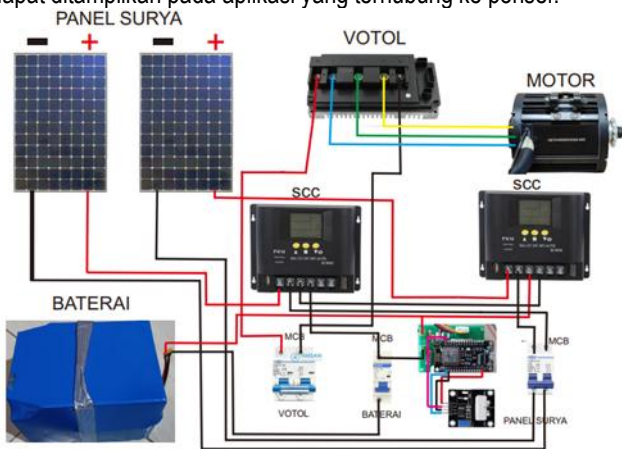 dapat ditampilkan pada aplikasi yang terhubung ke ponsel.
PANEL SURYA
VOTOL
MOTOR
SCC
SCC
BATERAI
MCB
MCB
MCB
VOTOL
BATERAI
PANEL SURYA